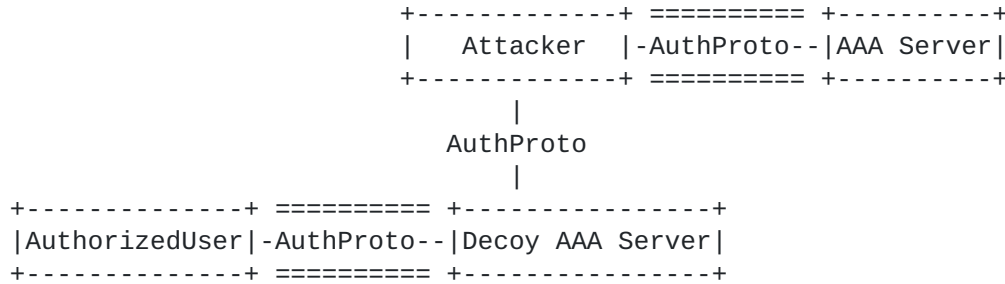 +-------------+ ========== +----------+
                          |   Attacker  |-AuthProto--|AAA Server|
                          +-------------+ ========== +----------+
                                 |
                             AuthProto
                                 |
+--------------+ ========== +----------------+
|AuthorizedUser|-AuthProto--|Decoy AAA Server|
+--------------+ ========== +----------------+